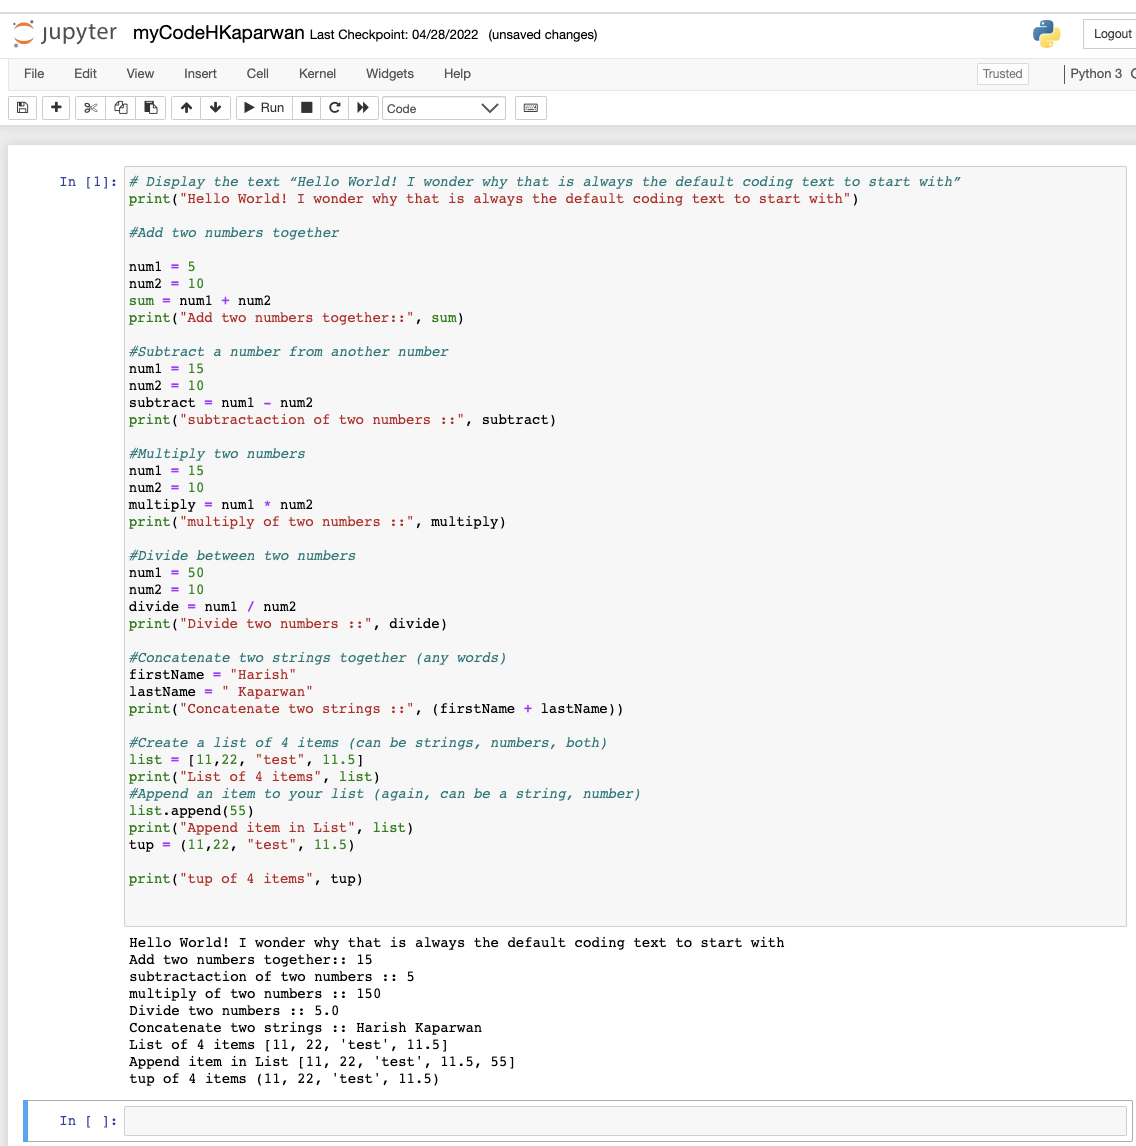 jupyter myCodeHKaparwan Last Checkpoint: 04/28/2022 (unsaved changes) Logout
File Edit View Insert Cell Kernel Widgets Help Trusted Python 3
Run Code
In [1]: # Display the text “Hello World! I wonder why that is always the default coding text to start with”
print("Hello World! I wonder why that is always the default coding text to start with")
#Add two numbers together
num1 = 5
num2 = 10
sum = num1 + num2
print("Add two numbers together::", sum)
#Subtract a number from another number
num1 = 15
num2 = 10
subtract = num1 - num2
print("subtractaction of two numbers ::", subtract)
#Multiply two numbers
num1 = 15
num2 = 10
multiply = num1 * num2
print("multiply of two numbers ::", multiply)
#Divide between two numbers
num1 = 50
num2 = 10
divide = num1 / num2
print("Divide two numbers ::", divide)
#Concatenate two strings together (any words)
firstName = "Harish"
lastName = " Kaparwan"
print("Concatenate two strings ::", (firstName + lastName))
#Create a list of 4 items (can be strings, numbers, both)
list = [11,22, "test", 11.5]
print("List of 4 items", list)
#Append an item to your list (again, can be a string, number)
list.append(55)
print("Append item in List", list)
tup = (11,22, "test", 11.5)
print("tup of 4 items", tup)
Hello World! I wonder why that is always the default coding text to start with
Add two numbers together:: 15
subtractaction of two numbers :: 5
multiply of two numbers :: 150
Divide two numbers :: 5.0
Concatenate two strings :: Harish Kaparwan
List of 4 items [11, 22, 'test', 11.5]
Append item in List [11, 22, 'test', 11.5, 55]
tup of 4 items (11, 22, 'test', 11.5)
In [ ]: